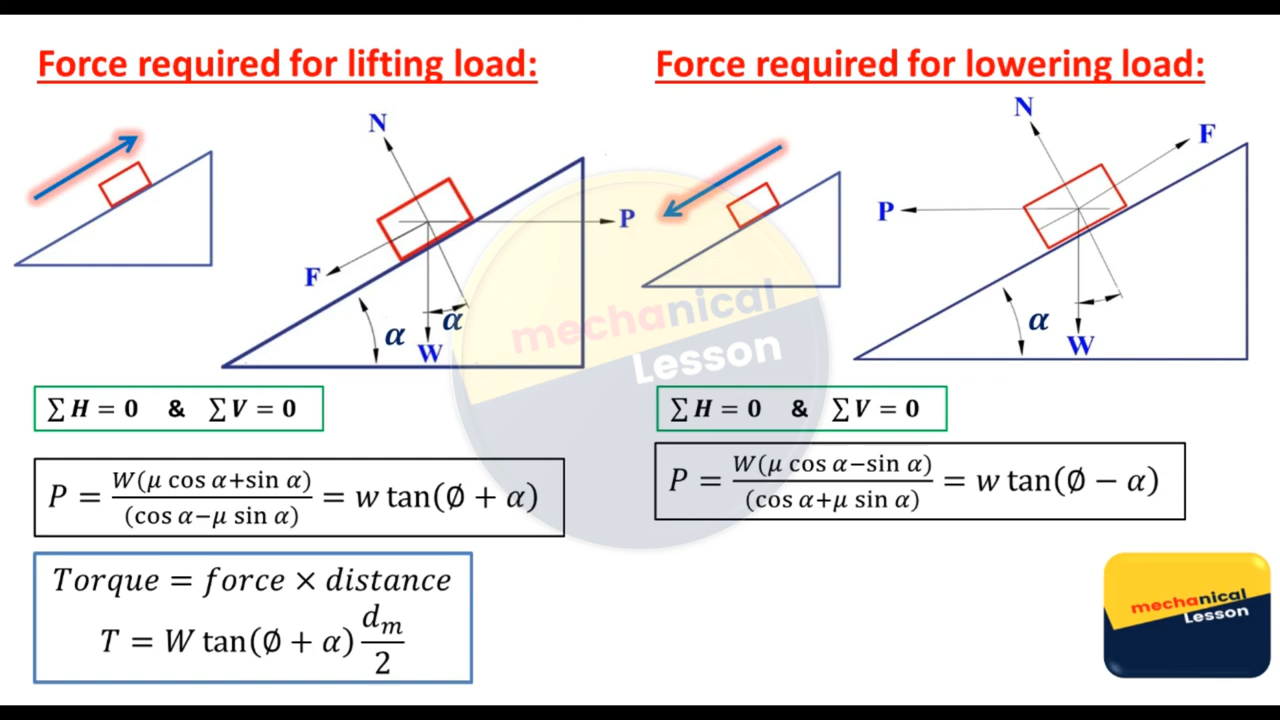 Force required for lifting load:
N
P
F
α
α
W
∑H = 0 & ∑V = 0
P = W(μ cos α+sin α)/(cos α−μ sin α) = w tan(∅ + α)
Torque = force × distance
T = W tan(∅ + α) dₘ/2
Force required for lowering load:
N
F
P
α
W
∑H = 0 & ∑V = 0
P = W(μ cos α−sin α)/(cos α+μ sin α) = w tan(∅ − α)
mechanical
Lesson
mechanical
Lesson